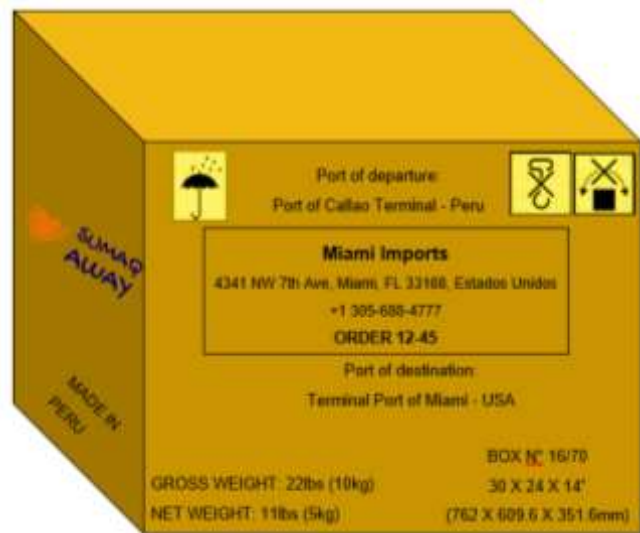 Port of departure:
Port of Callao Terminal - Peru
Miami Imports
4341 NW 7th Ave, Miami, FL 33168, Estados Unidos
+1 305-688-4777
ORDER 12-45
Port of destination:
Terminal Port of Miami - USA
SUMAQ
AWAY
MADE IN
PERU
BOX N° 16/70
GROSS WEIGHT: 22lbs (10kg)
30 X 24 X 14"
NET WEIGHT: 11lbs (5kg)
(762 X 609.6 X 351.6mm)